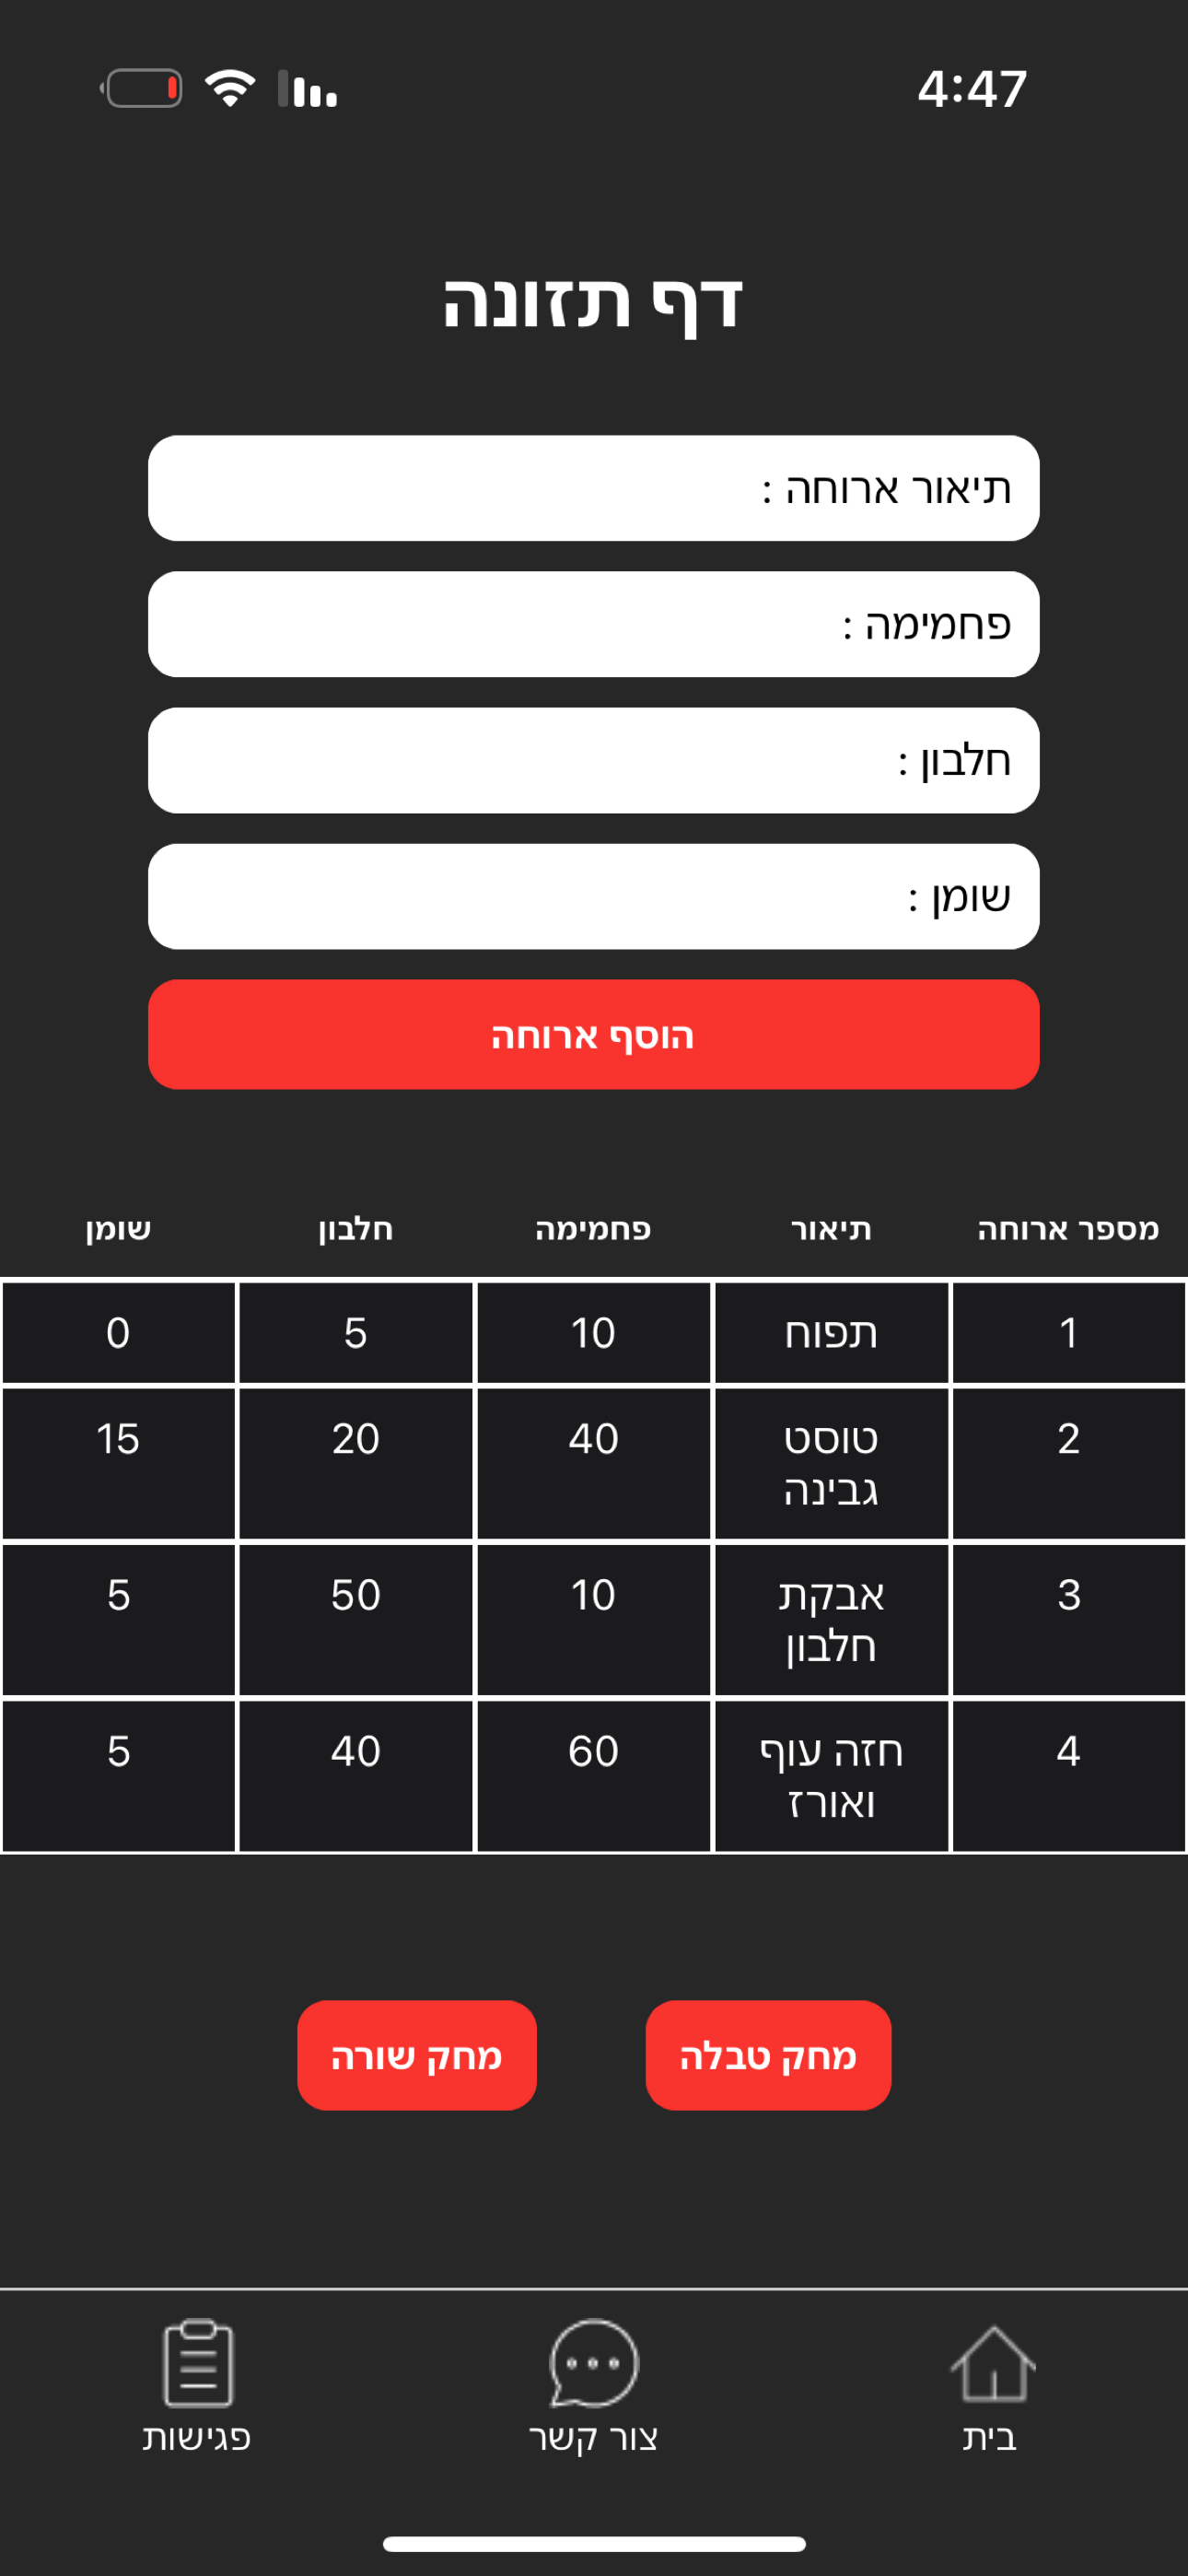 4:47
דף תזונה
תיאור ארוחה :
פחמימה :
חלבון :
שומן :
הוסף ארוחה
מספר ארוחה תיאור פחמימה חלבון שומן
1 תפוח 10 5 0
2 טוסט גבינה 40 20 15
3 אבקת חלבון 10 50 5
4 חזה עוף ואורז 60 40 5
מחק טבלה מחק שורה
בית צור קשר פגישות